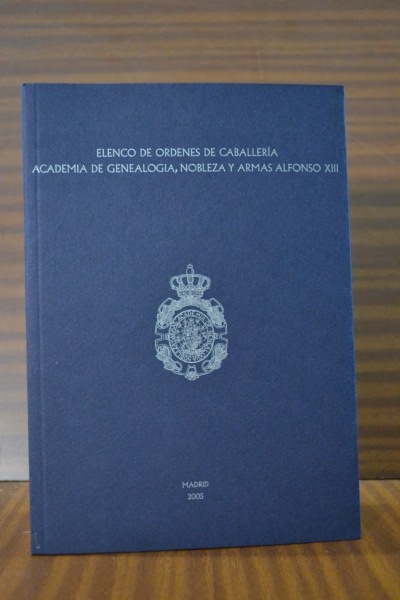 ELENCO DE ORDENES DE CABALLERÍA
ACADEMIA DE GENEALOGIA, NOBLEZA Y ARMAS ALFONSO XIII
MADRID
2005